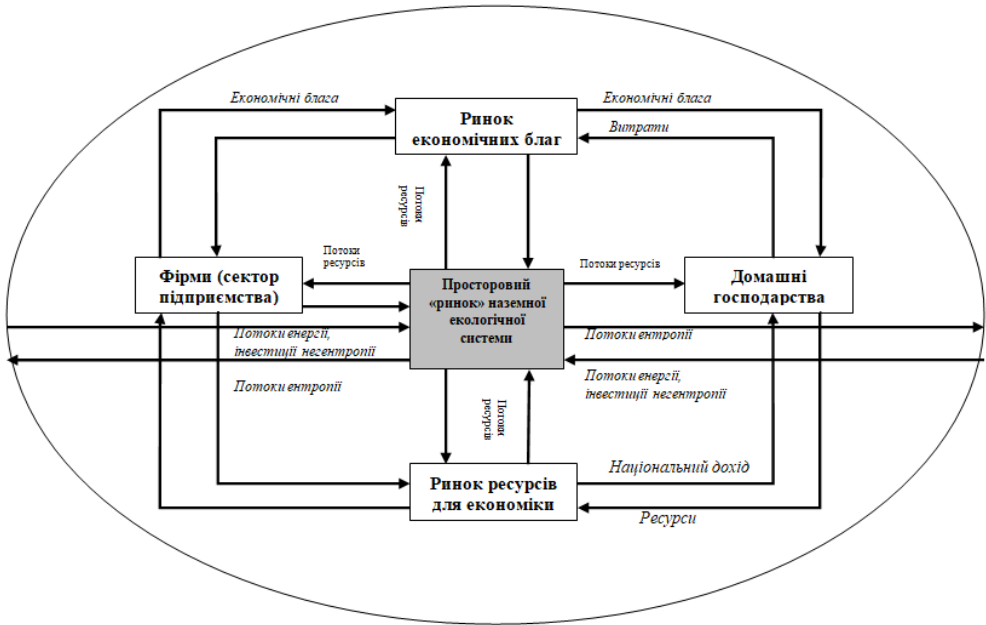 Економічні блага
Економічні блага
Ринок
економічних благ
Витрати
Потови
ресурсів
Потоки
ресурсів
Потоки ресурсів
Фірми (сектор
підприємства)
Просторовий
«ринок» наземної
екологічної
системи
Домашні
господарства
Потоки енергії,
інвестиції негентропії
Потоки ентропії
Потоки ентропії
Потоки енергії,
інвестиції негентропії
Потови
ресурсів
Ринок ресурсів
для економіки
Національний дохід
Ресурси